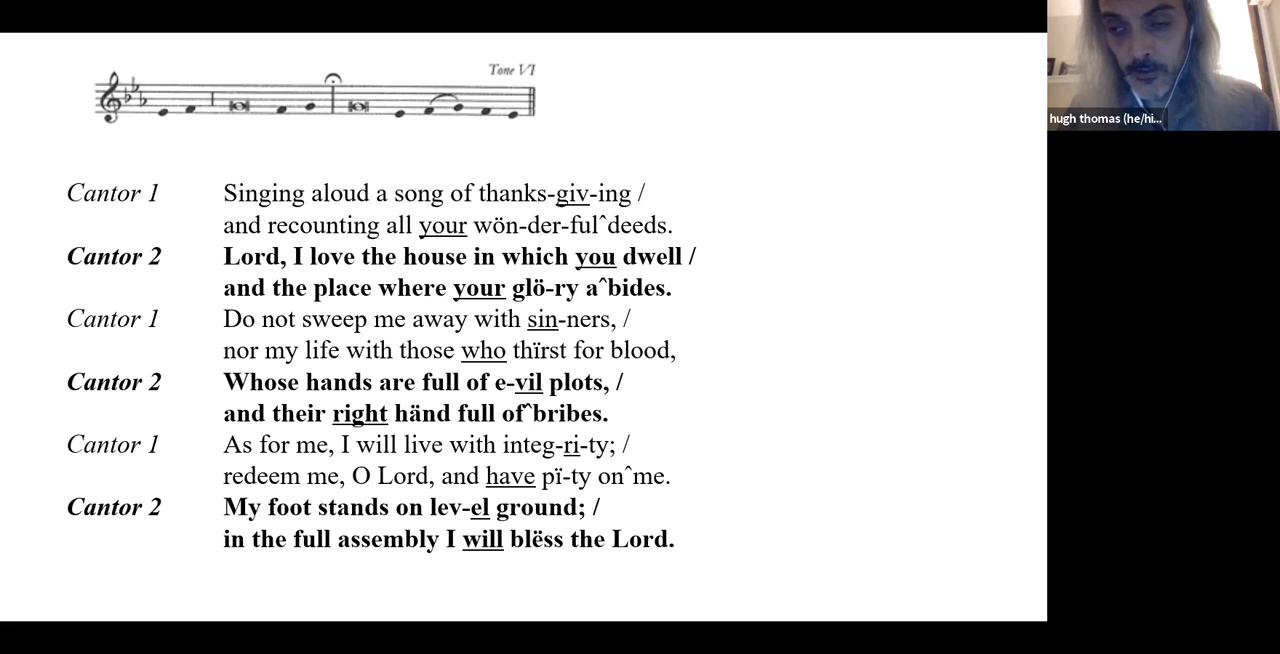 Tone VI
hugh thomas (he/hi...
Cantor 1 Singing aloud a song of thanks-giv-ing /
and recounting all your wön-der-fulˆdeeds.
Cantor 2 Lord, I love the house in which you dwell /
and the place where your glö-ry aˆbides.
Cantor 1 Do not sweep me away with sin-ners, /
nor my life with those who thïrst for blood,
Cantor 2 Whose hands are full of e-vil plots, /
and their right händ full ofˆbribes.
Cantor 1 As for me, I will live with integ-ri-ty; /
redeem me, O Lord, and have pï-ty onˆme.
Cantor 2 My foot stands on lev-el ground; /
in the full assembly I will blëss the Lord.